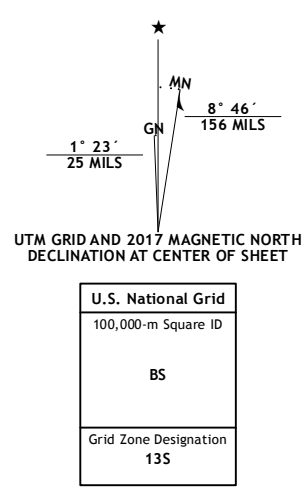 ★
MN
GN
8° 46´
156 MILS
1° 23´
25 MILS
UTM GRID AND 2017 MAGNETIC NORTH
DECLINATION AT CENTER OF SHEET
U.S. National Grid
100,000-m Square ID
BS
Grid Zone Designation
13S